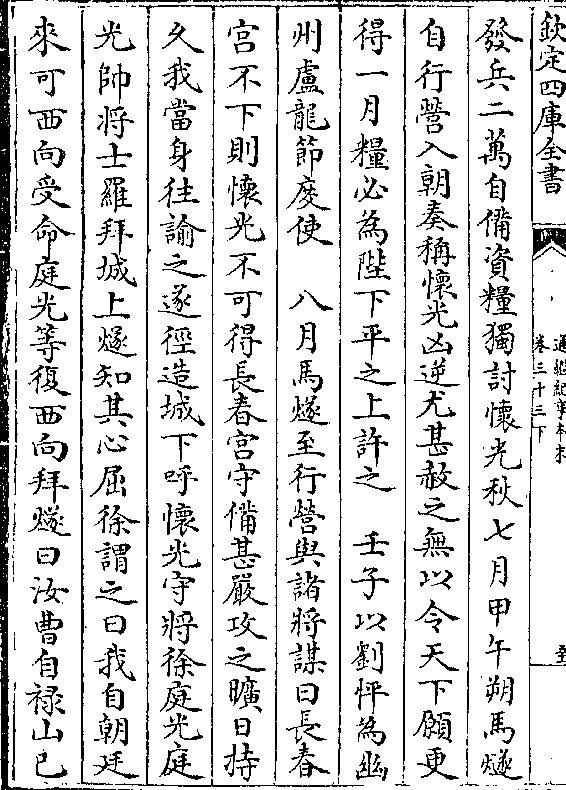 欽定四庫全書
通鑑紀事本末
卷三十三下
發兵二萬自備資糧獨討懷光秋七月甲午朔馬燧
自行營入朝奏稱懷光凶逆尤甚赦之無以令天下願更
得一月糧必為陛下平之上許之　壬子以劉怦為幽
州盧龍節度使　八月馬燧至行營與諸將謀曰長春
宮不下則懷光不可得長春宮守備甚嚴攻之曠日持
久我當身往諭之遂徑造城下呼懷光守將徐庭光庭
光帥將士羅拜城上燧知其心屈徐謂之曰我自朝廷
來可西向受命庭光等復西向拜燧曰汝曹自祿山已